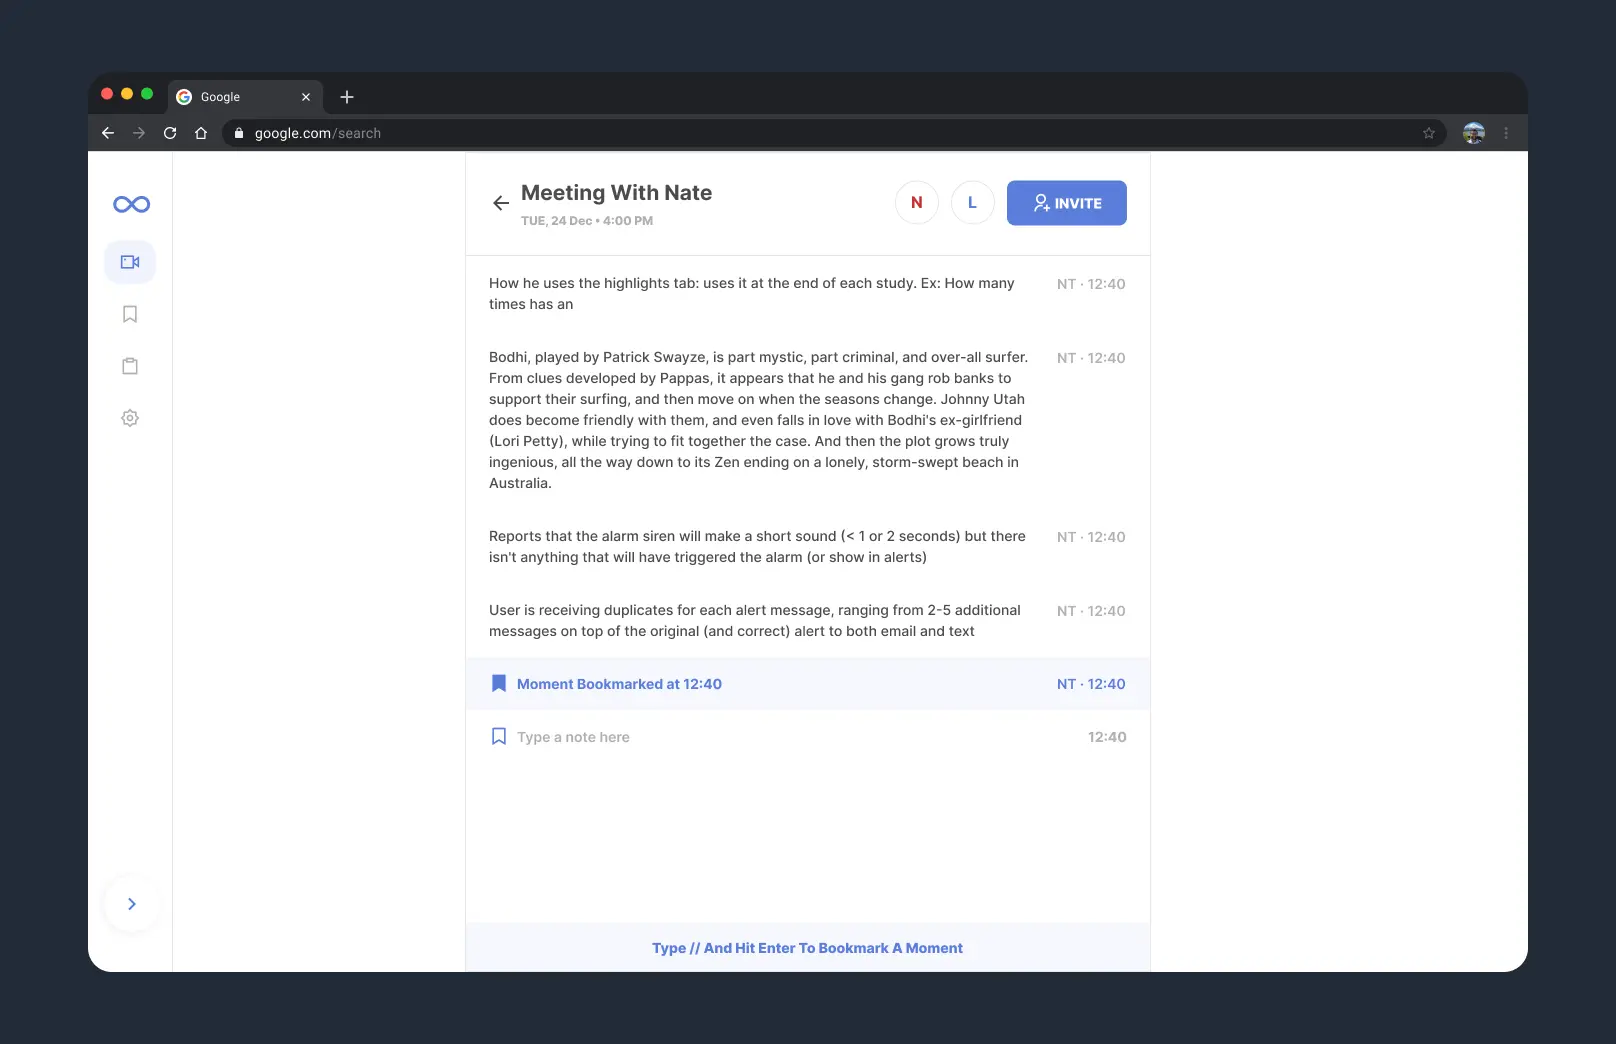 Google
google.com/search
Meeting With Nate
TUE, 24 Dec • 4:00 PM
N
L
INVITE
How he uses the highlights tab: uses it at the end of each study. Ex: How many
times has an
NT · 12:40
Bodhi, played by Patrick Swayze, is part mystic, part criminal, and over-all surfer.
From clues developed by Pappas, it appears that he and his gang rob banks to
support their surfing, and then move on when the seasons change. Johnny Utah
does become friendly with them, and even falls in love with Bodhi's ex-girlfriend
(Lori Petty), while trying to fit together the case. And then the plot grows truly
ingenious, all the way down to its Zen ending on a lonely, storm-swept beach in
Australia.
NT · 12:40
Reports that the alarm siren will make a short sound (< 1 or 2 seconds) but there
isn't anything that will have triggered the alarm (or show in alerts)
NT · 12:40
User is receiving duplicates for each alert message, ranging from 2-5 additional
messages on top of the original (and correct) alert to both email and text
NT · 12:40
Moment Bookmarked at 12:40
NT · 12:40
Type a note here
12:40
Type // And Hit Enter To Bookmark A Moment